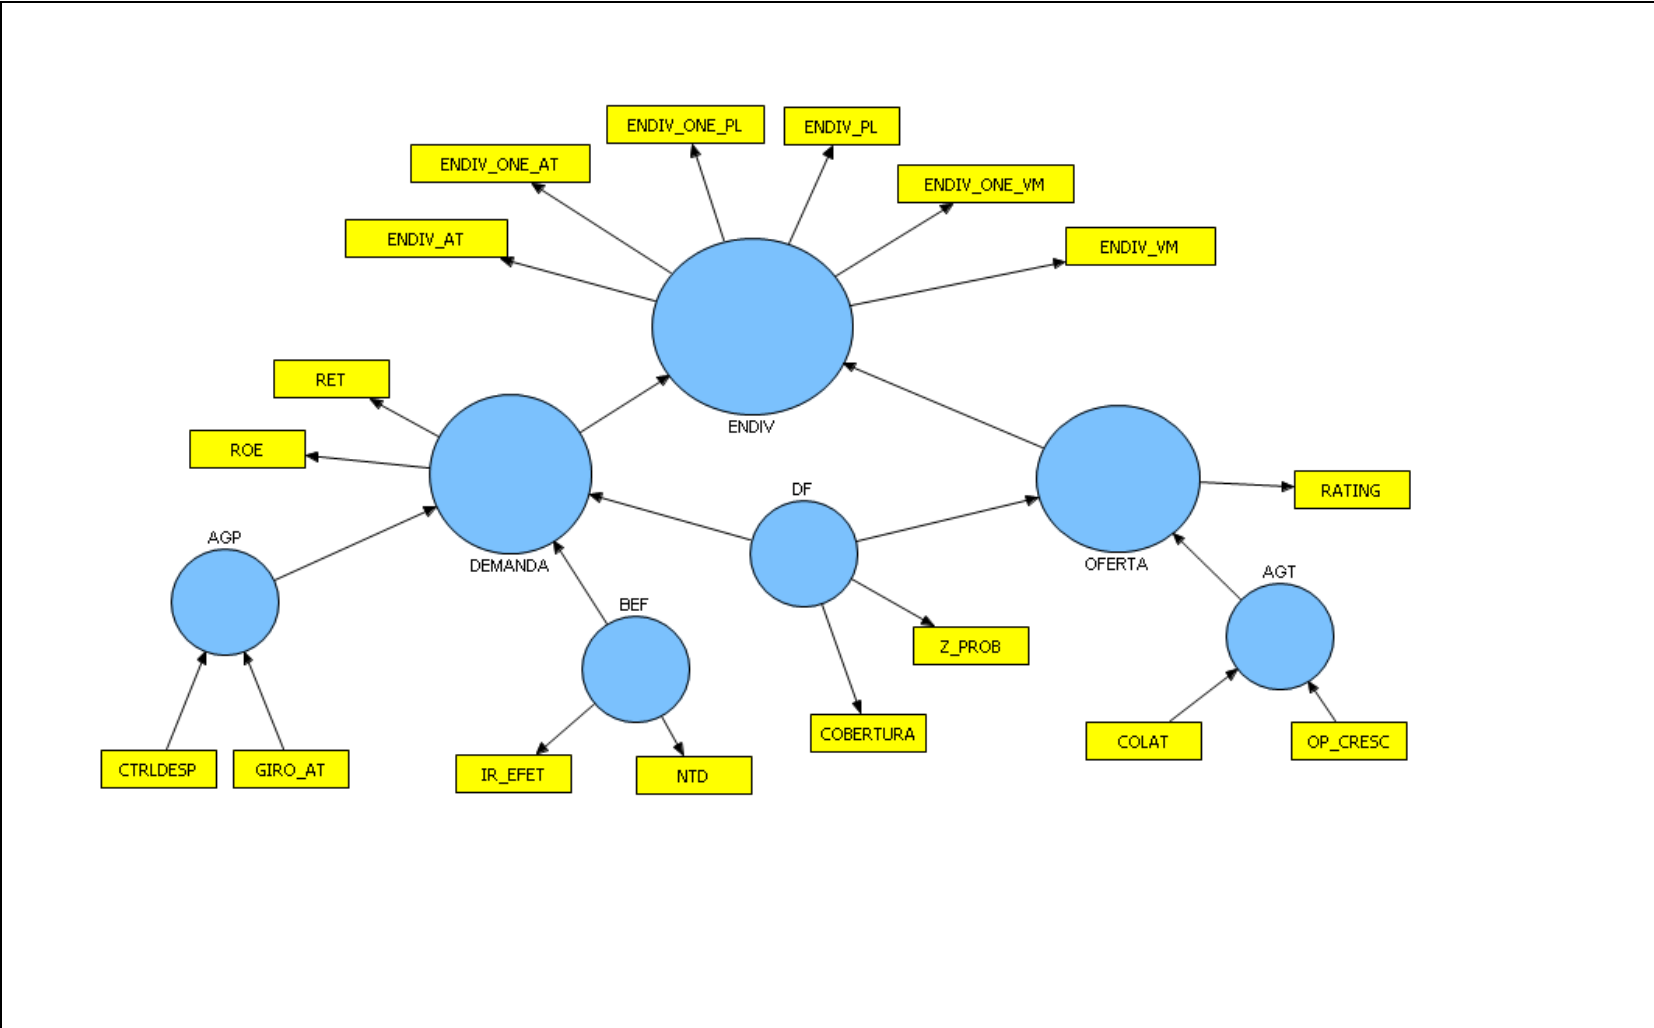 ENDIV_ONE_PL
ENDIV_PL
ENDIV_ONE_AT
ENDIV_ONE_VM
ENDIV_AT
ENDIV_VM
RET
ENDIV
ROE
DF
RATING
AGP
DEMANDA
OFERTA
AGT
BEF
Z_PROB
COBERTURA
COLAT
OP_CRESC
CTRLDESP
GIRO_AT
IR_EFET
NTD